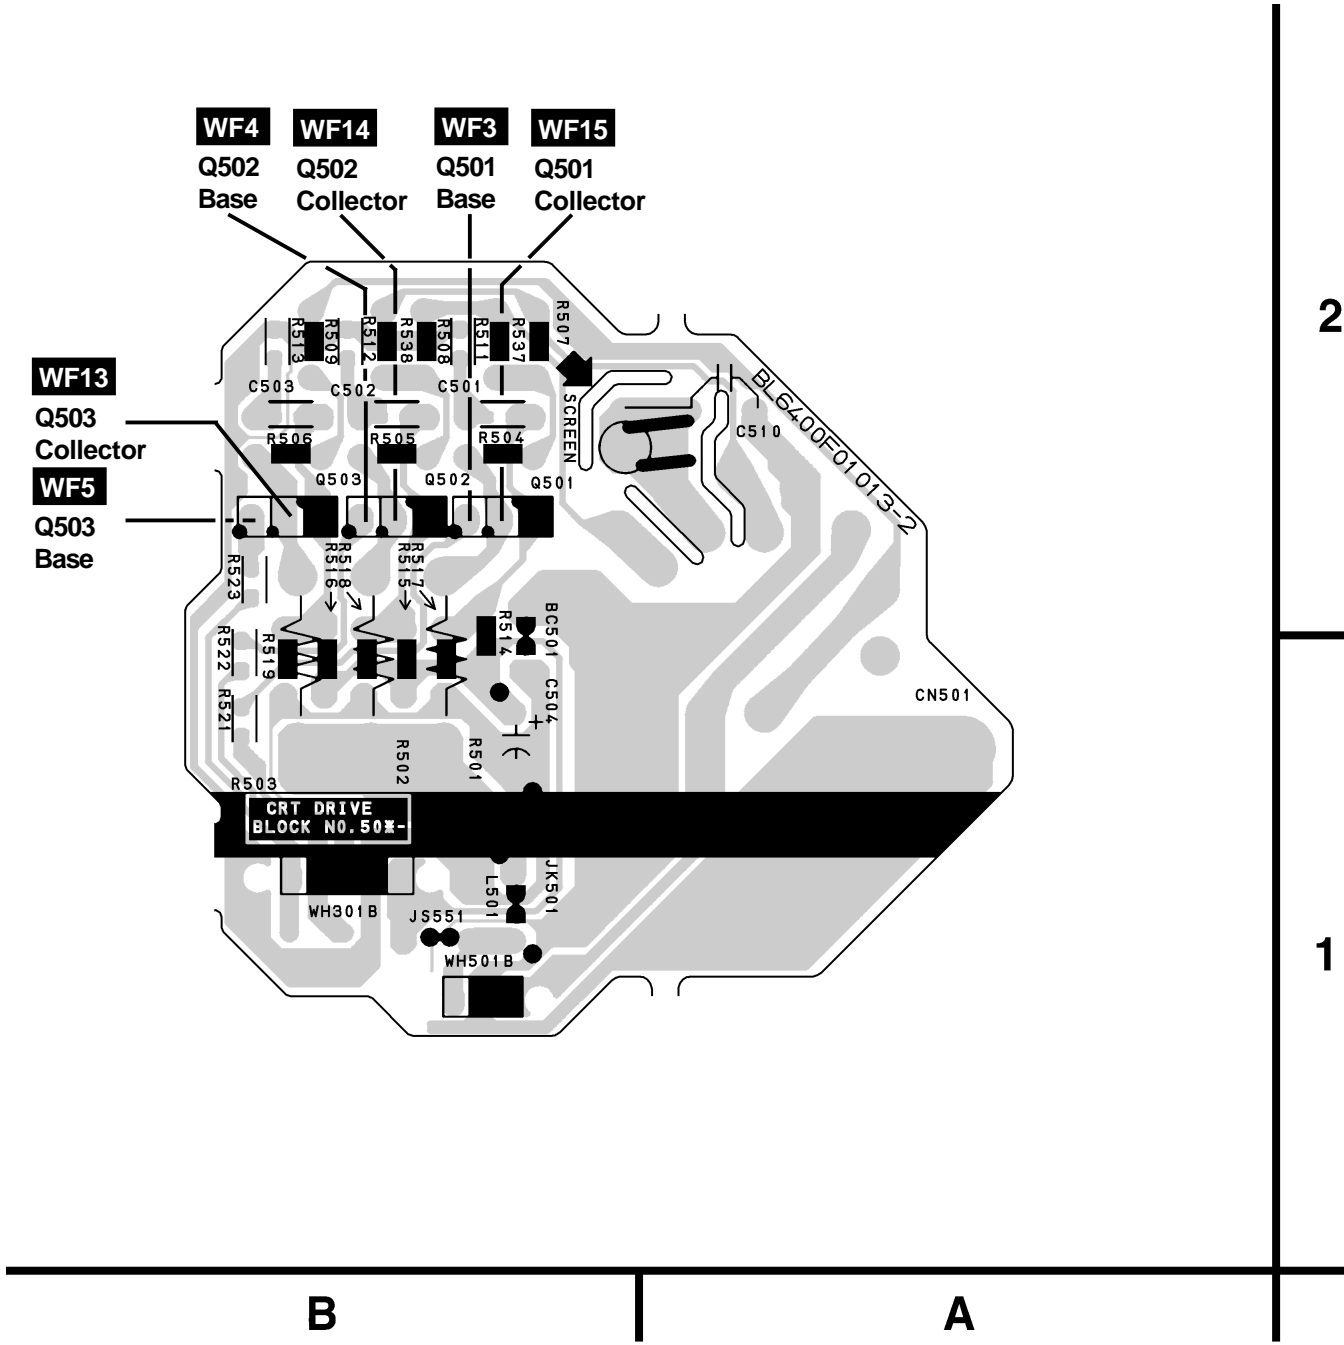 WF4
Q502
Base
WF14
Q502
Collector
WF3
Q501
Base
WF15
Q501
Collector
2
R513
R509
R512
R538
R508
R511
R537
R507
WF13
Q503
Collector
WF5
Q503
Base
C503
C502
C501
SCREEN
BL6400F01013-2
C510
R506
R505
R504
Q503
Q502
Q501
R523
R516
R518
R515
R517
R522
R519
R514
BC501
R521
C504
+
CN501
R503
R502
R501
CRT DRIVE
BLOCK NO.50※-
WH301B
JS551
L501
JK501
WH501B
1
B
A